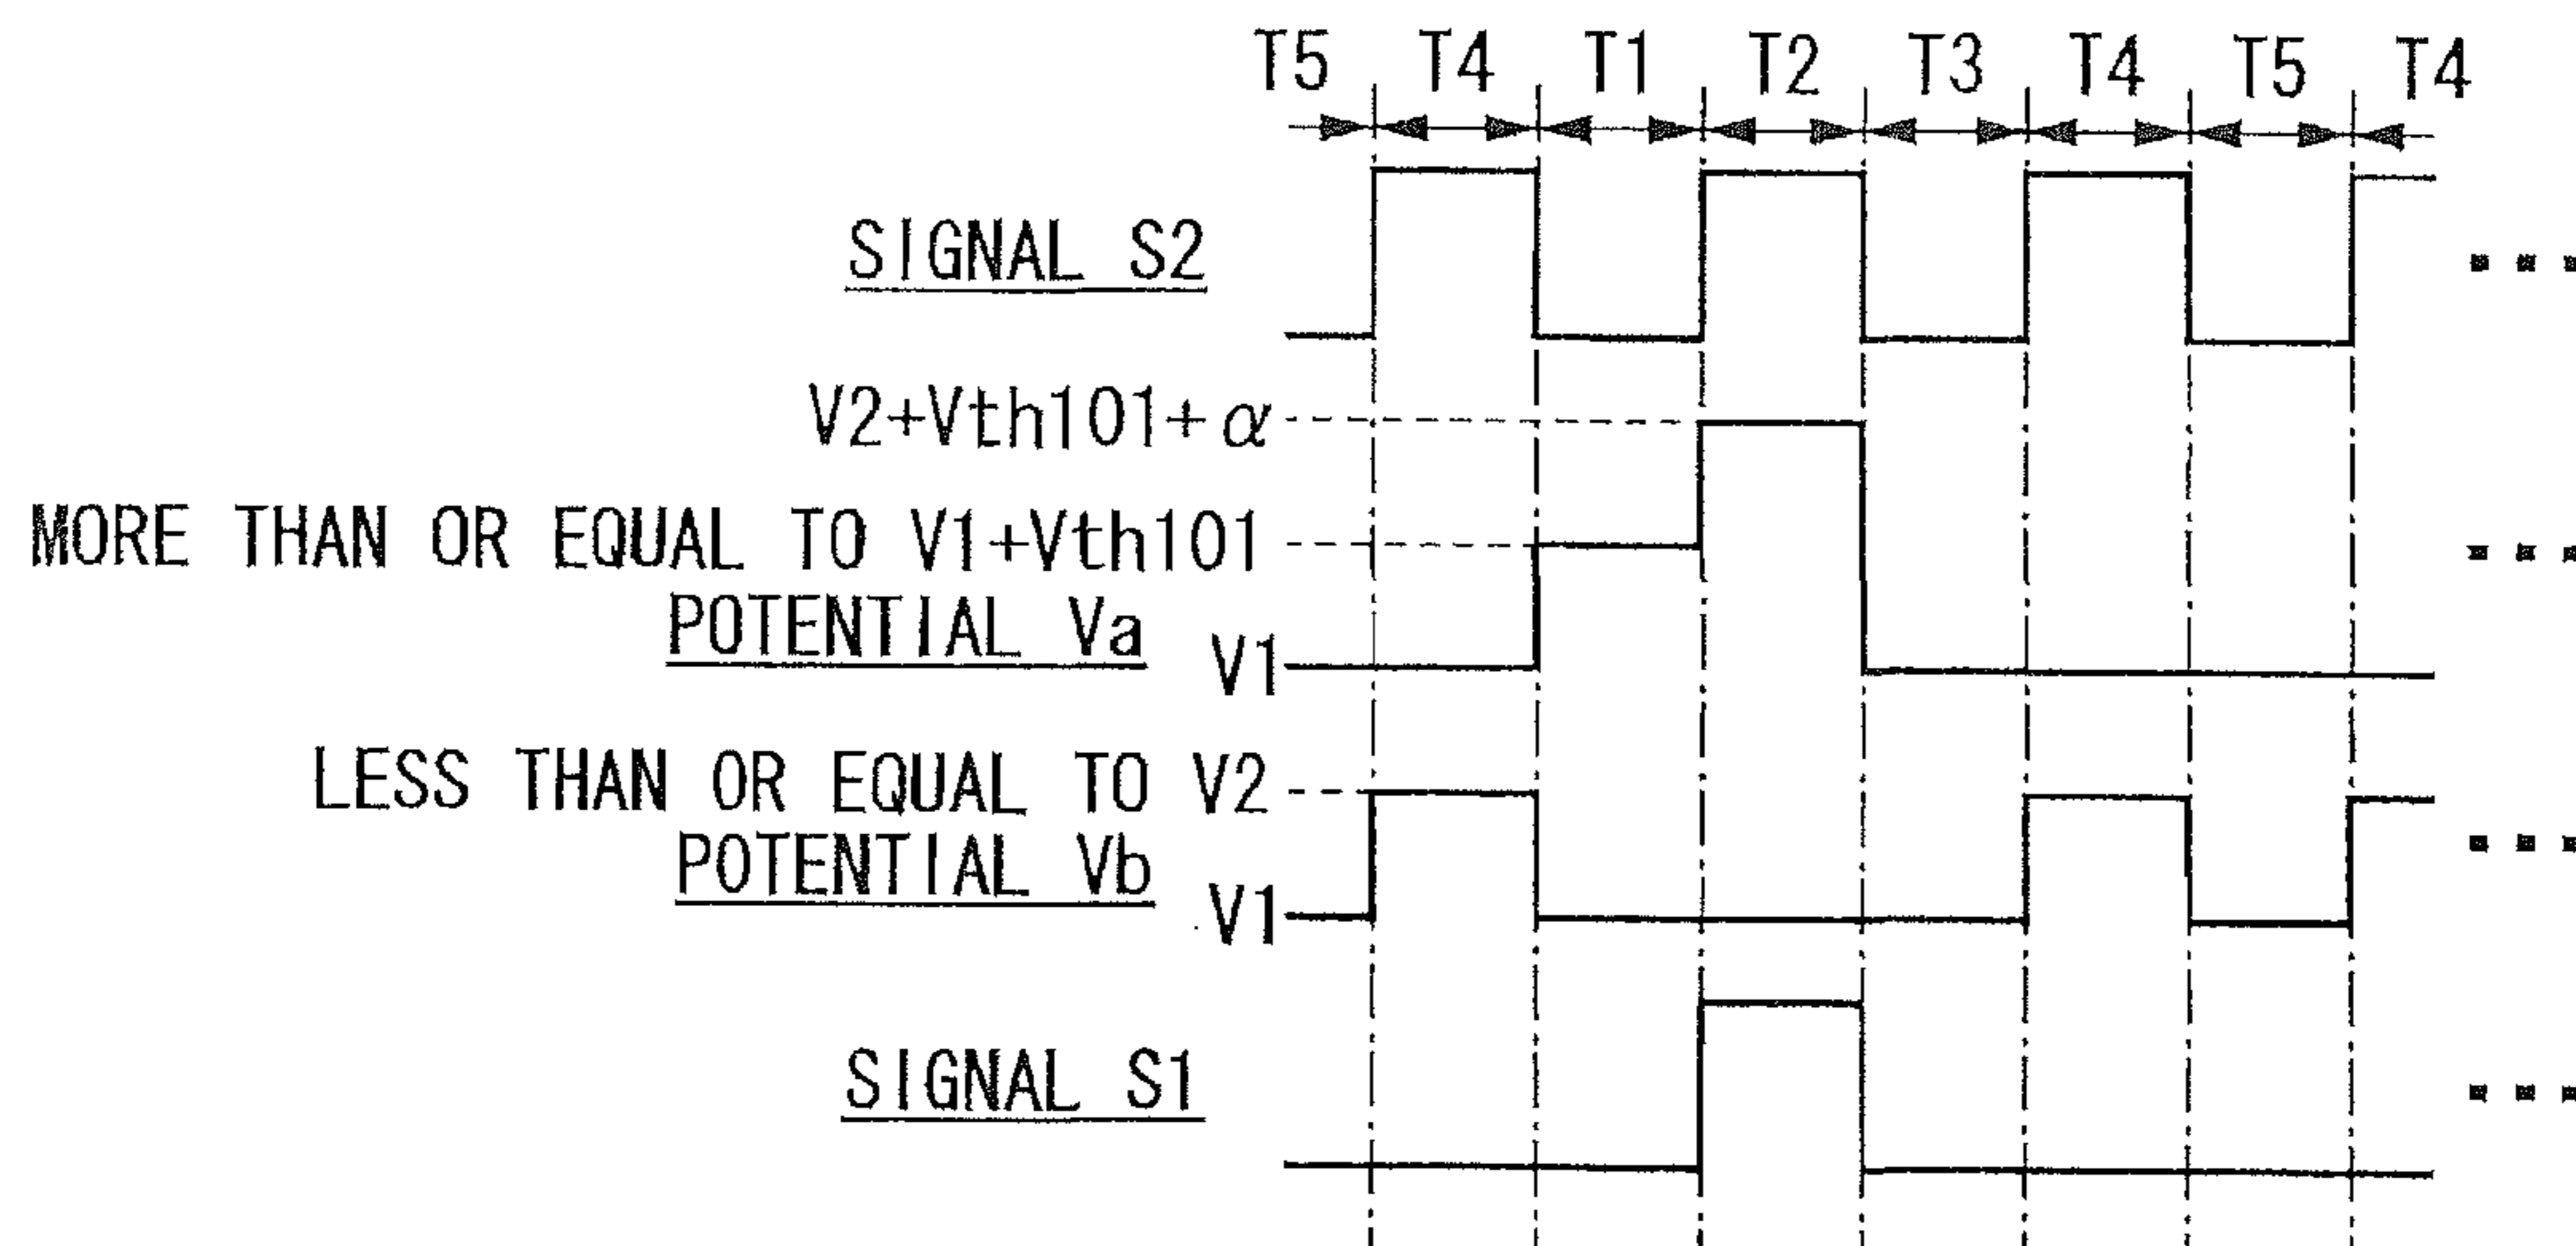 T5 T4 T1 T2 T3 T4 T5 T4
SIGNAL S2
V2+Vth101+α
MORE THAN OR EQUAL TO V1+Vth101
POTENTIAL Va V1
LESS THAN OR EQUAL TO V2
POTENTIAL Vb V1
SIGNAL S1